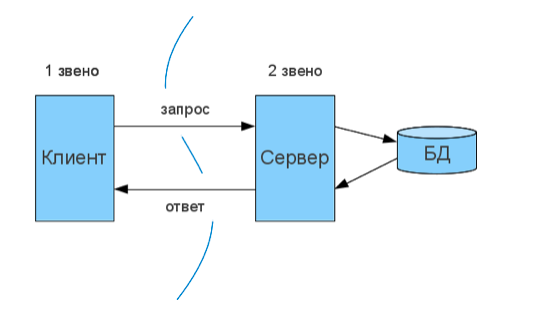 1 звено
2 звено
запрос
Клиент
Сервер
БД
ответ